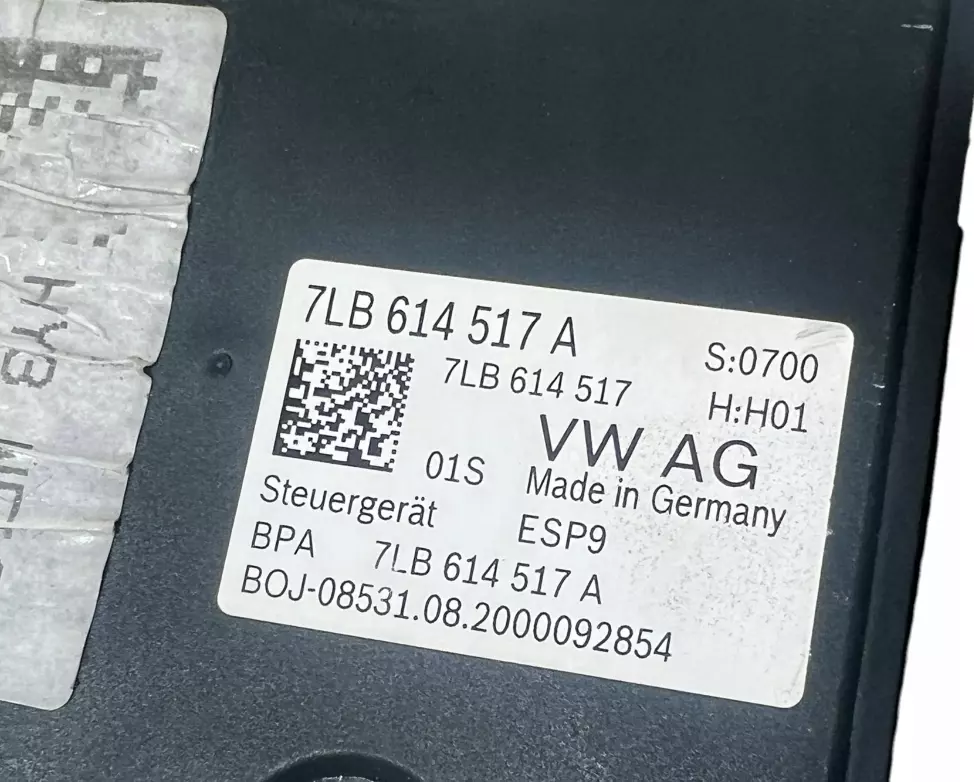 7LB 614 517 A
S:0700
7LB 614 517
H:H01
VW AG
01S
Made in Germany
Steuergerät
ESP9
BPA 7LB 614 517 A
BOJ-08531.08.2000092854
HYB